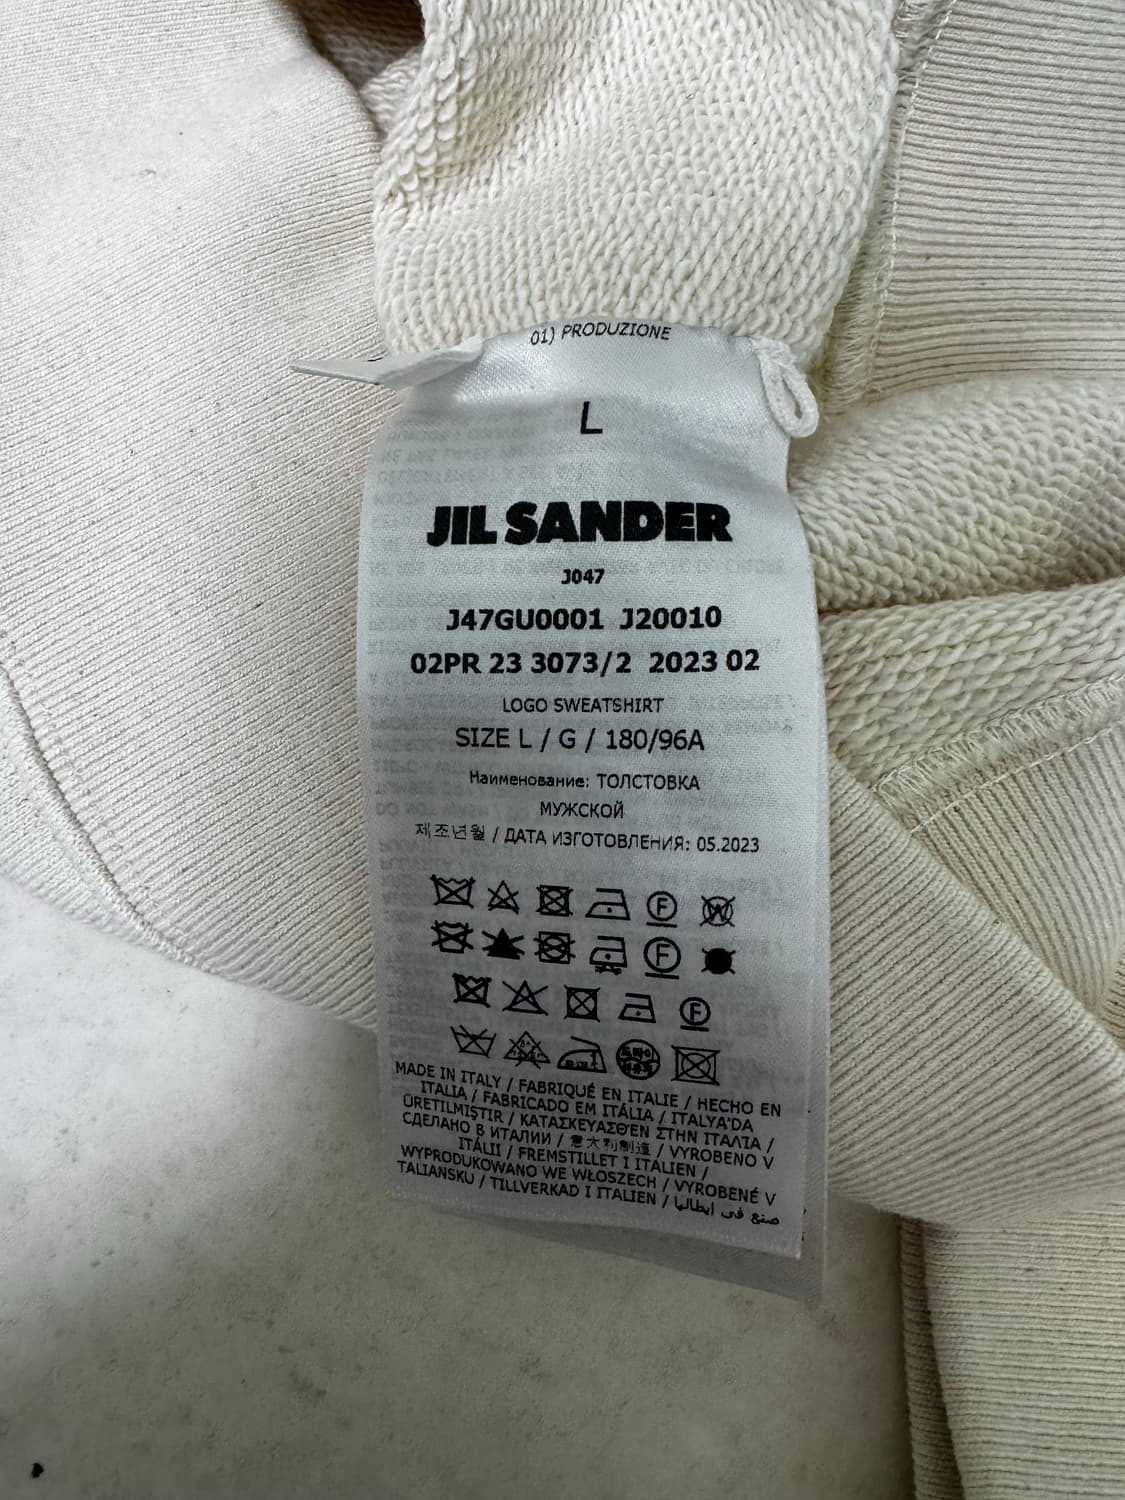 01) PRODUZIONE
L
JIL SANDER
J047
J47GU0001 J20010
02PR 23 3073/2 2023 02
LOGO SWEATSHIRT
SIZE L / G / 180/96A
Наименование: ТОЛСТОВКА
МУЖСКОЙ
제조년월 / ДАТА ИЗГОТОВЛЕНИЯ: 05.2023
F W
F
F
MADE IN ITALY / FABRIQUÉ EN ITALIE / HECHO EN
ITALIA / FABRICADO EM ITÁLIA / ITALYA'DA
ÜRETILMIŞTIR / ΚΑΤΑΣΚΕΥΑΣΘΕΝ ΣΤΗΝ ΙΤΑΛΙΑ /
СДЕЛАНО В ИТАЛИИ / 意大利制造 / VYROBENO V
ITÁLII / FREMSTILLET I ITALIEN /
WYPRODUKOWANO WE WŁOSZECH / VYROBENÉ V
TALIANSKU / TILLVERKAD I ITALIEN / صنع في ايطاليا